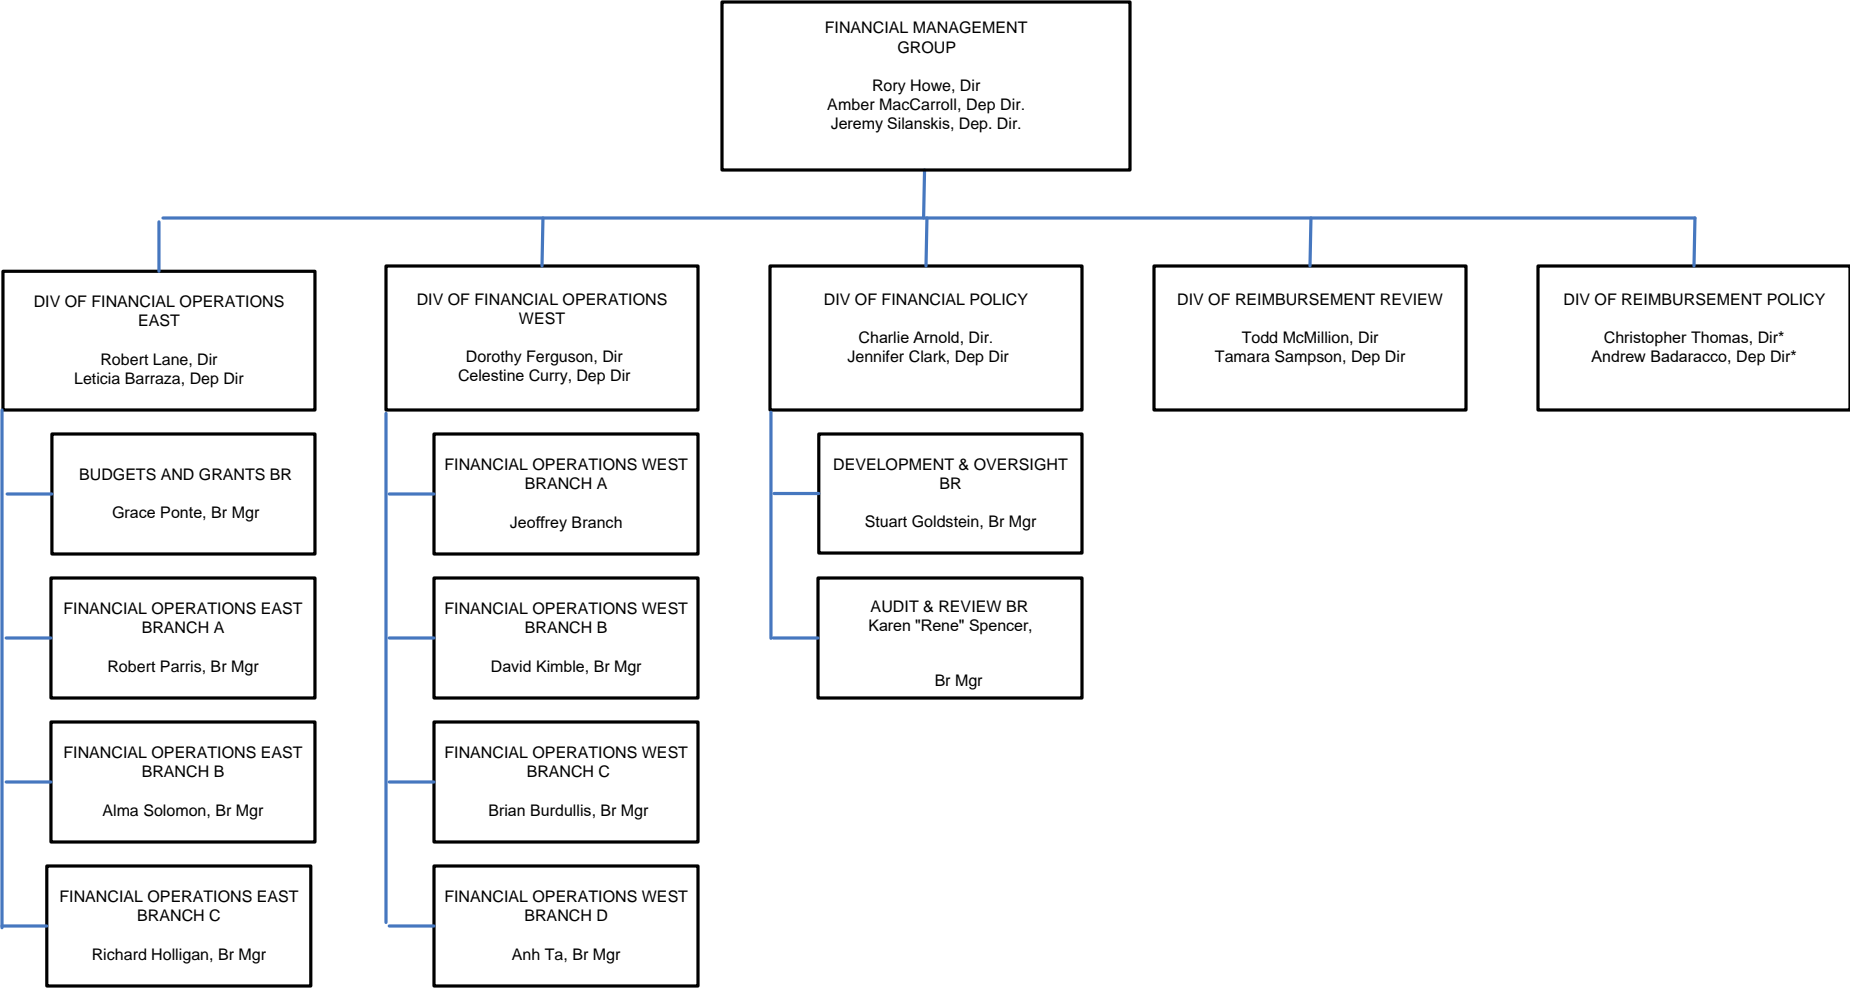 FINANCIAL MANAGEMENT
GROUP
Rory Howe, Dir
Amber MacCarroll, Dep Dir.
Jeremy Silanskis, Dep. Dir.
DIV OF FINANCIAL OPERATIONS
EAST
Robert Lane, Dir
Leticia Barraza, Dep Dir
BUDGETS AND GRANTS BR
Grace Ponte, Br Mgr
FINANCIAL OPERATIONS EAST
BRANCH A
Robert Parris, Br Mgr
FINANCIAL OPERATIONS EAST
BRANCH B
Alma Solomon, Br Mgr
FINANCIAL OPERATIONS EAST
BRANCH C
Richard Holligan, Br Mgr
DIV OF FINANCIAL OPERATIONS
WEST
Dorothy Ferguson, Dir
Celestine Curry, Dep Dir
FINANCIAL OPERATIONS WEST
BRANCH A
Jeoffrey Branch
FINANCIAL OPERATIONS WEST
BRANCH B
David Kimble, Br Mgr
FINANCIAL OPERATIONS WEST
BRANCH C
Brian Burdullis, Br Mgr
FINANCIAL OPERATIONS WEST
BRANCH D
Anh Ta, Br Mgr
DIV OF FINANCIAL POLICY
Charlie Arnold, Dir.
Jennifer Clark, Dep Dir
DEVELOPMENT & OVERSIGHT
BR
Stuart Goldstein, Br Mgr
AUDIT & REVIEW BR
Karen "Rene" Spencer,
Br Mgr
DIV OF REIMBURSEMENT REVIEW
Todd McMillion, Dir
Tamara Sampson, Dep Dir
DIV OF REIMBURSEMENT POLICY
Christopher Thomas, Dir*
Andrew Badaracco, Dep Dir*